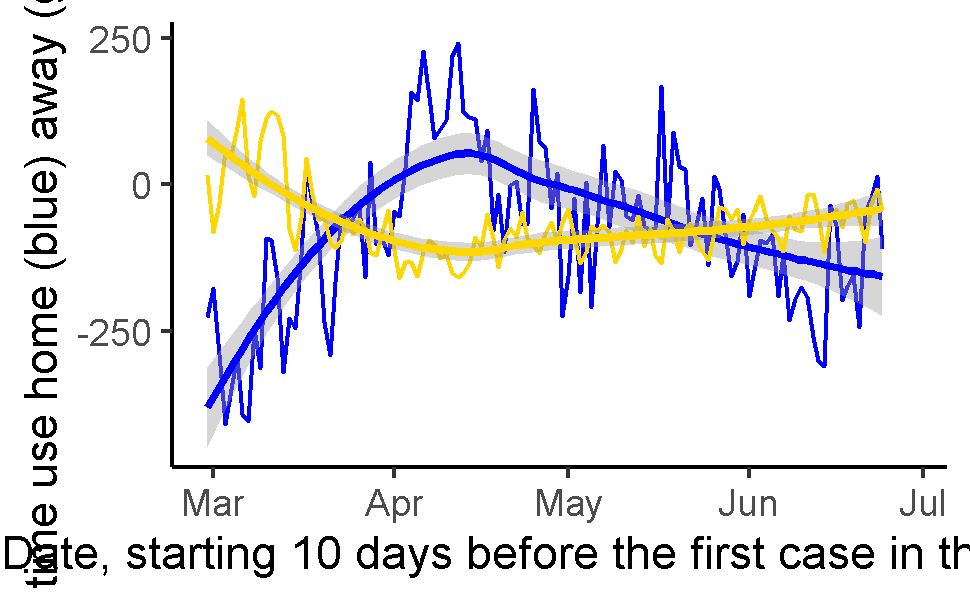 time use home (blue) away (
250
0
-250
Mar Apr May Jun Jul
Date, starting 10 days before the first case in th